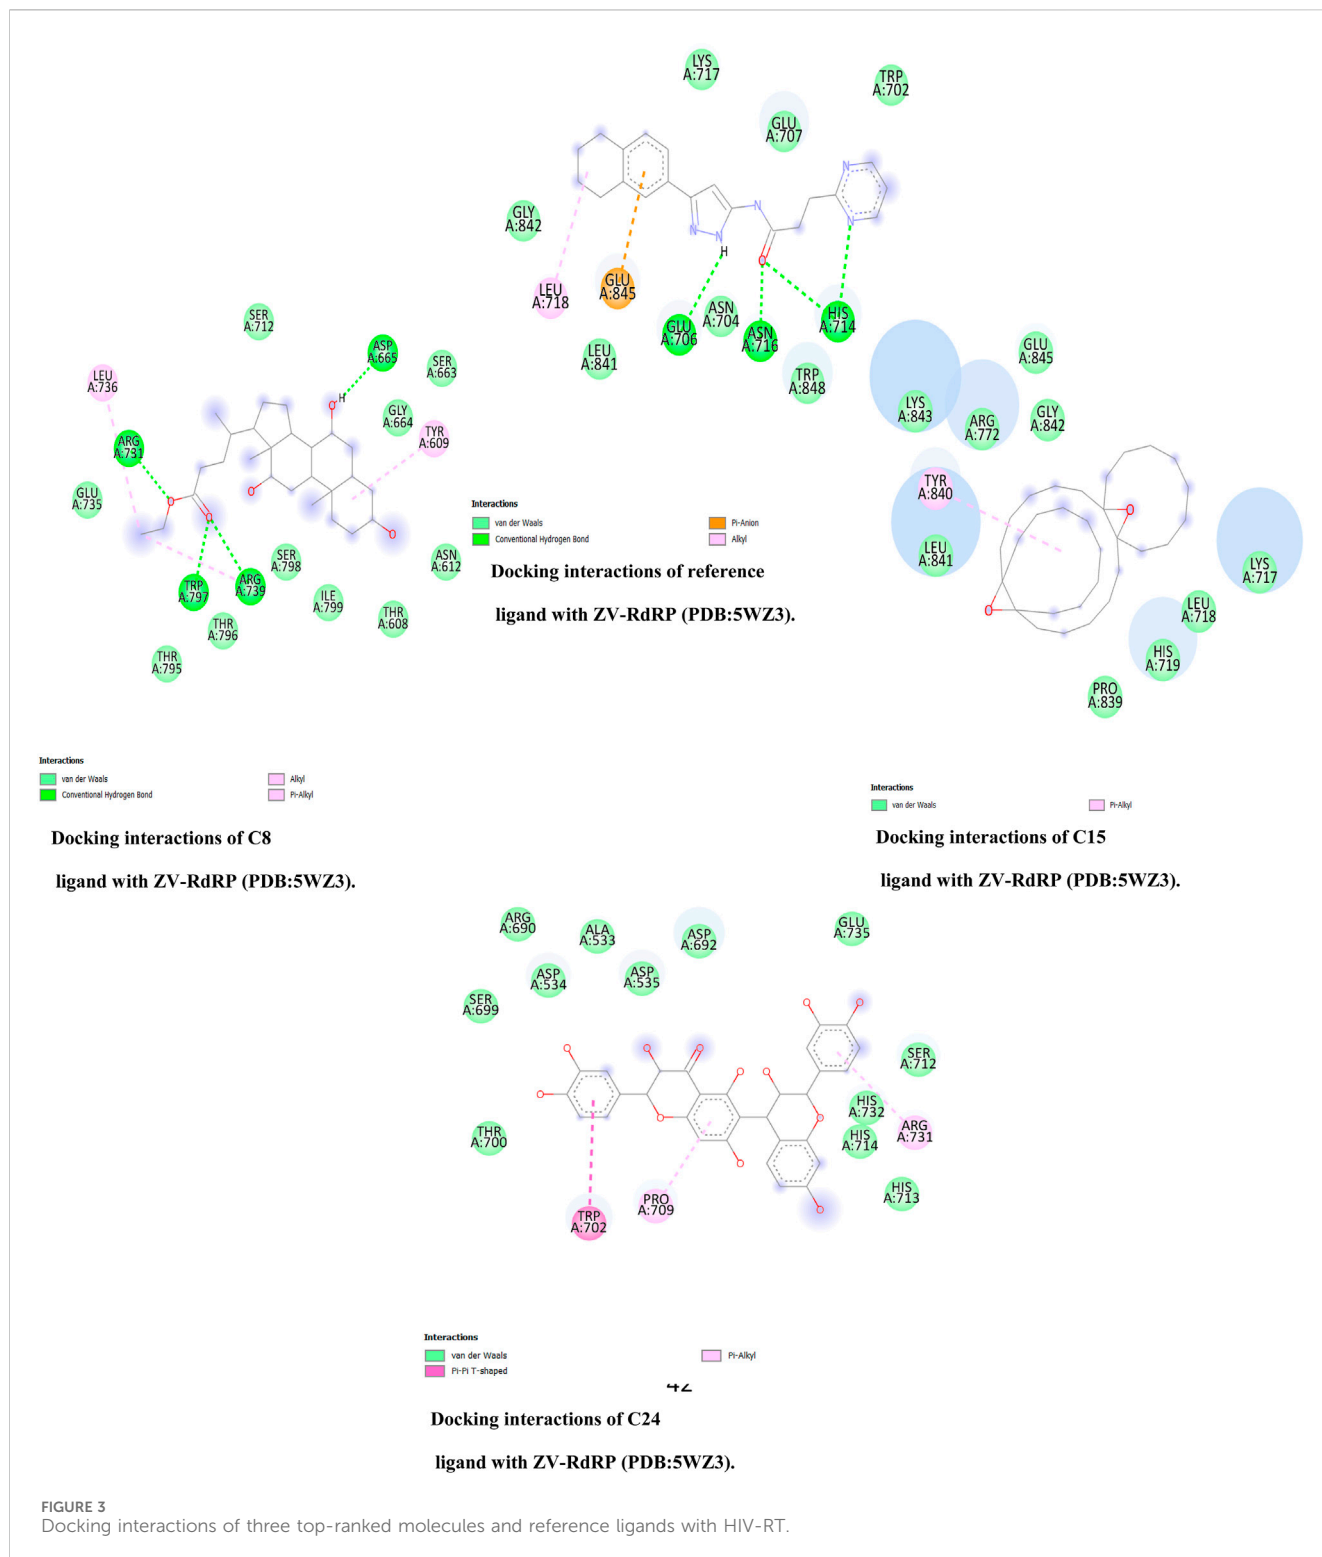 LYS
A:717
TRP
A:702
GLU
A:707
N
N
N
N
N
H
O
GLY
A:842
LEU
A:718
GLU
A:845
GLU
A:706
ASN
A:704
ASN
A:716
HIS
A:714
LEU
A:841
TRP
A:848
Interactions
van der Waals
Conventional Hydrogen Bond
Pi-Anion
Alkyl
Docking interactions of reference
ligand with ZV-RdRP (PDB:5WZ3).
SER
A:712
ASP
A:665
SER
A:663
LEU
A:736
GLY
A:664
TYR
A:609
ARG
A:731
GLU
A:735
H
O
O
O
O
O
SER
A:798
ASN
A:612
TRP
A:797
ARG
A:739
ILE
A:799
THR
A:608
THR
A:796
THR
A:795
Interactions
van der Waals
Conventional Hydrogen Bond
Alkyl
Pi-Alkyl
Docking interactions of C8
ligand with ZV-RdRP (PDB:5WZ3).
GLU
A:845
LYS
A:843
ARG
A:772
GLY
A:842
TYR
A:840
LEU
A:841
O
O
LYS
A:717
LEU
A:718
HIS
A:719
PRO
A:839
Interactions
van der Waals
Pi-Alkyl
Docking interactions of C15
ligand with ZV-RdRP (PDB:5WZ3).
ARG
A:690
ALA
A:533
ASP
A:692
GLU
A:735
ASP
A:534
ASP
A:535
SER
A:699
SER
A:712
HIS
A:732
HIS
A:714
ARG
A:731
THR
A:700
HIS
A:713
PRO
A:709
TRP
A:702
O
O
O
O
O
O
O
O
O
O
O
O
Interactions
van der Waals
Pi-Pi T-shaped
Pi-Alkyl
Docking interactions of C24
ligand with ZV-RdRP (PDB:5WZ3).
FIGURE 3
Docking interactions of three top-ranked molecules and reference ligands with HIV-RT.